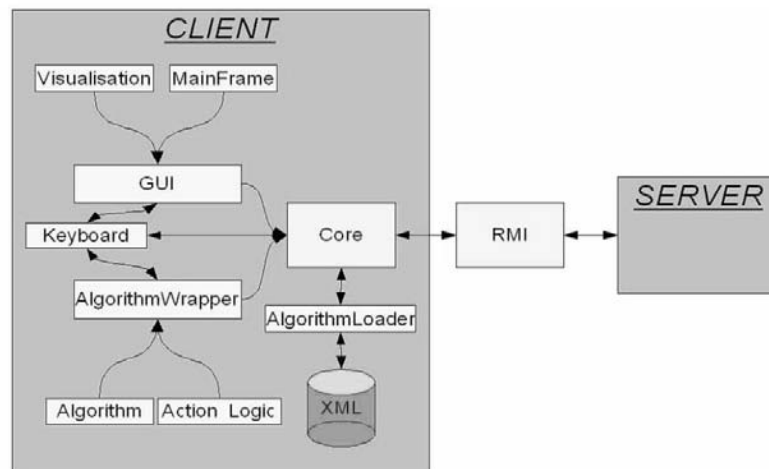 CLIENT
Visualisation
MainFrame
GUI
Keyboard
AlgorithmWrapper
Algorithm
Action Logic
Core
AlgorithmLoader
XML
RMI
SERVER